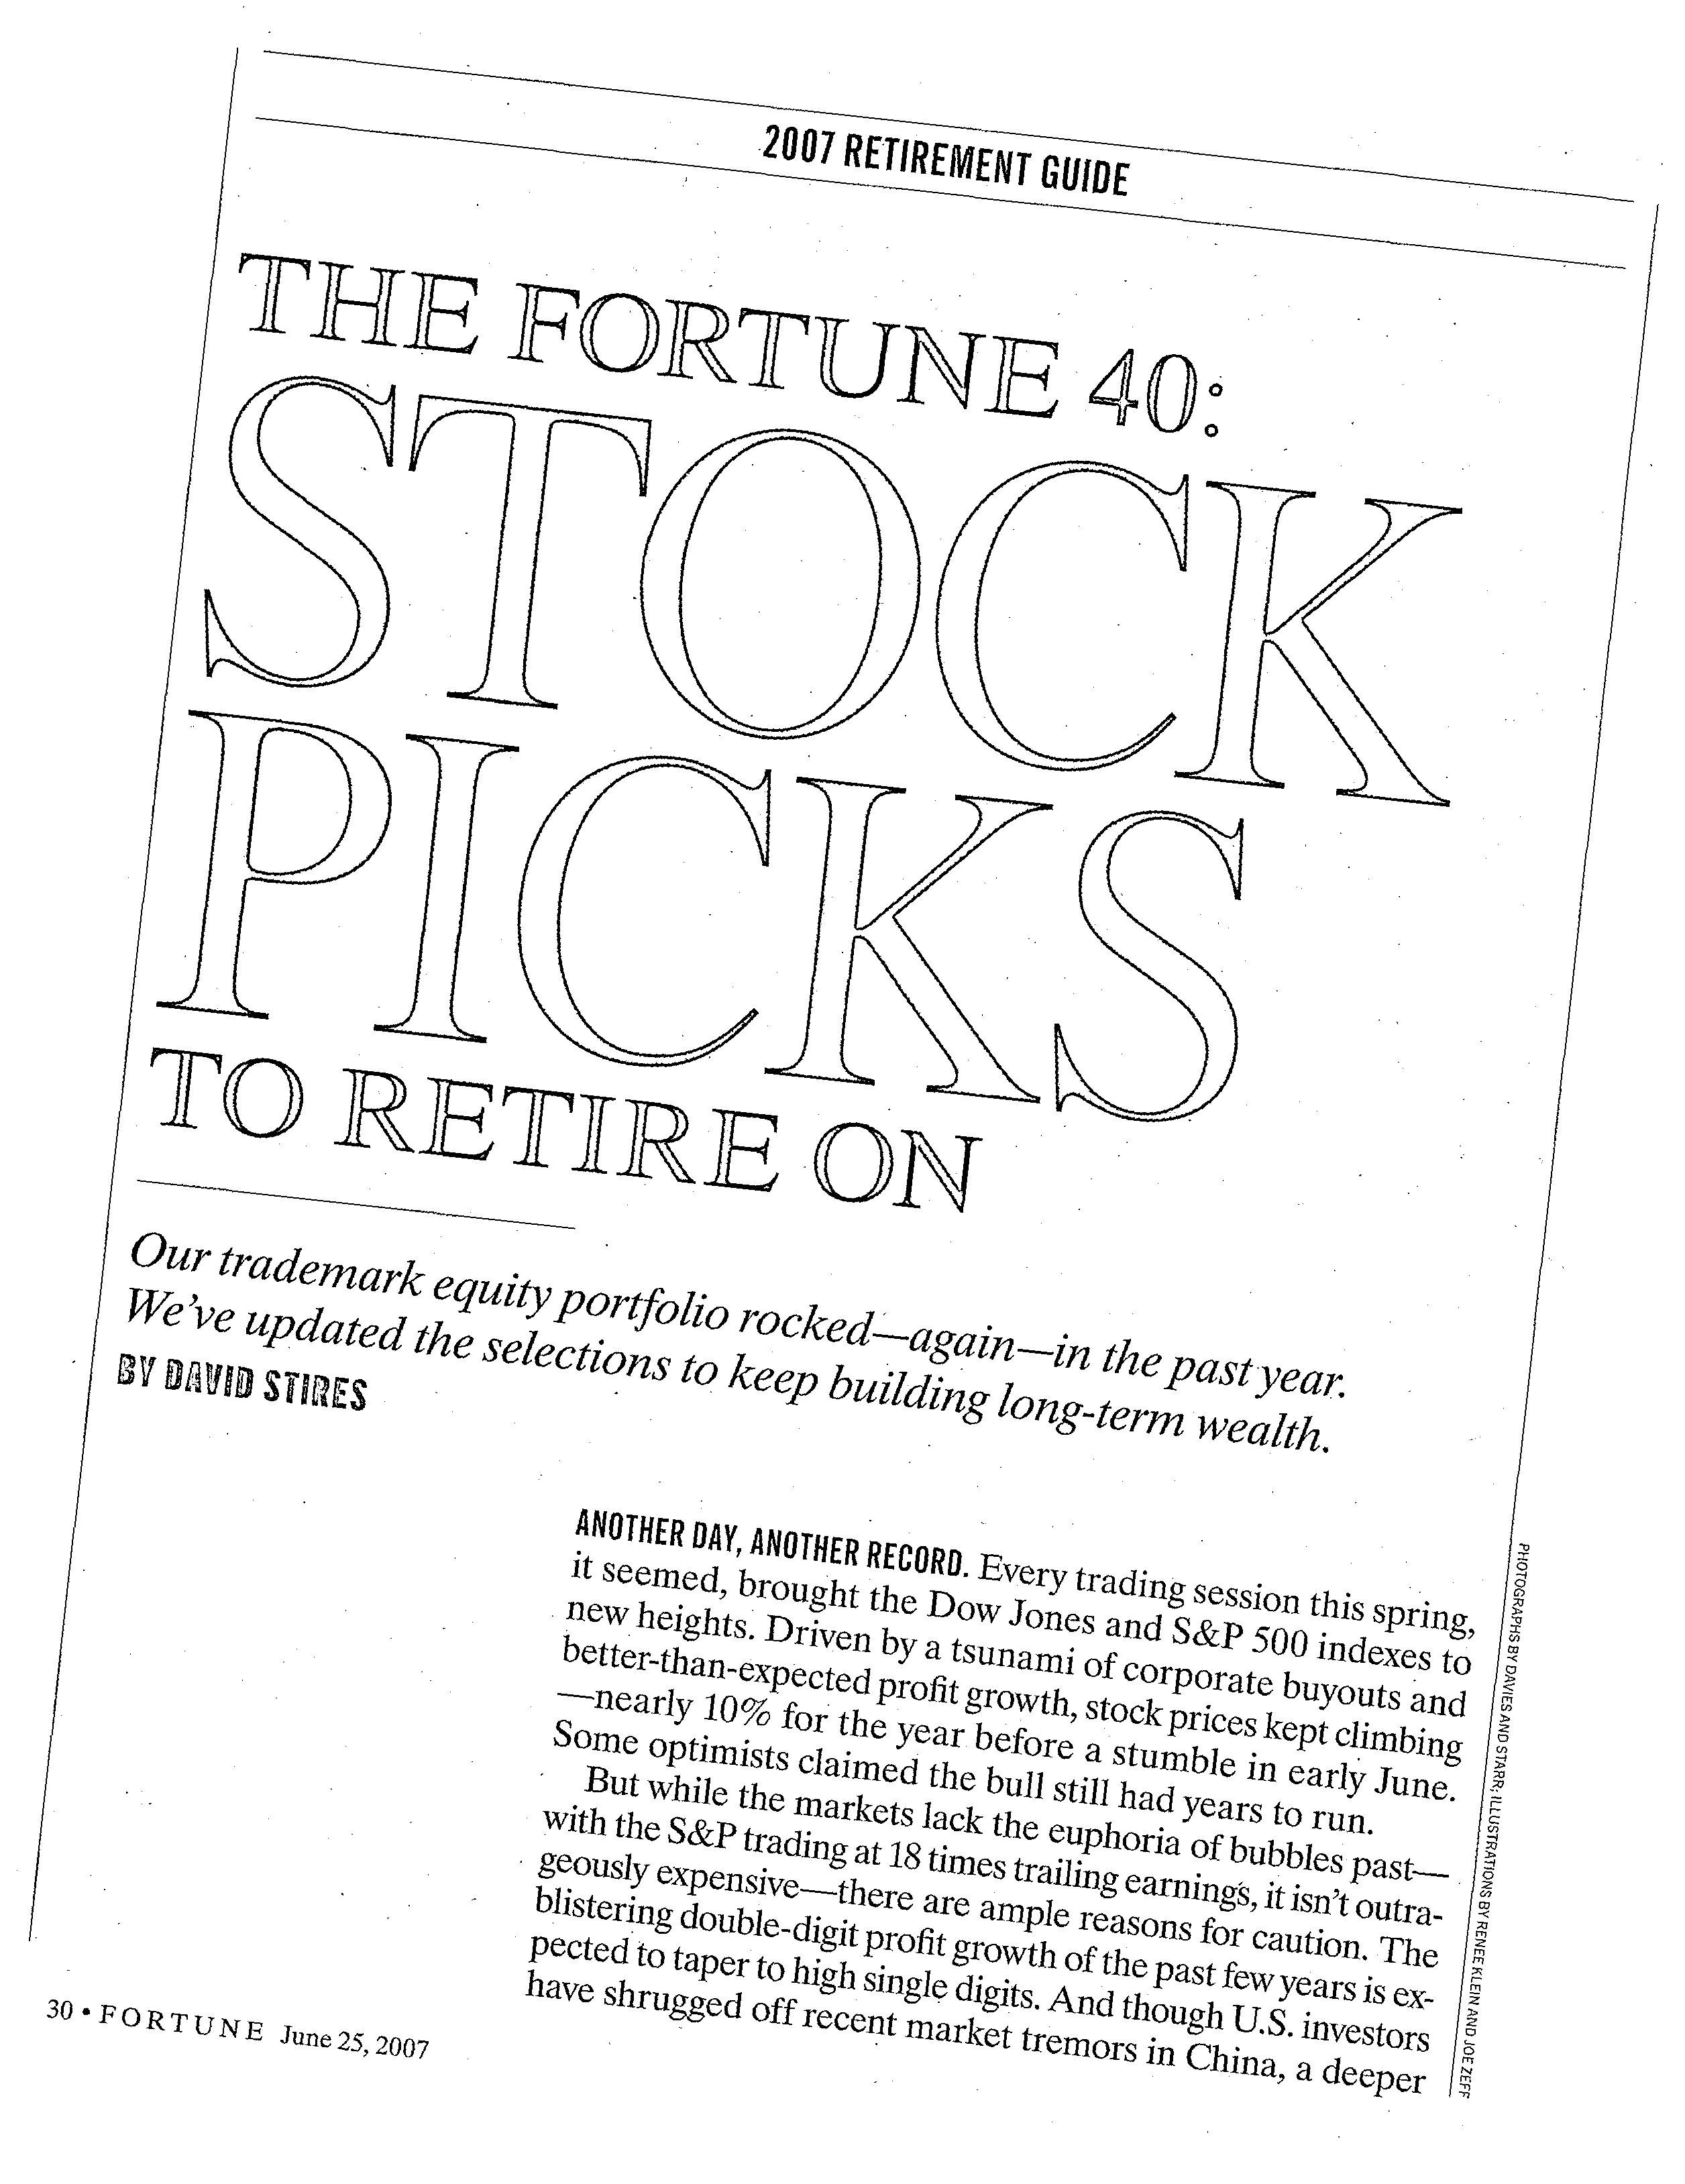 2007 RETIREMENT GUIDE
THE FORTUNE 40:
STOCK
PICKS
TO RETIRE ON
Our trademark equity portfolio rocked—again—in the past year.
We've updated the selections to keep building long-term wealth.
BY DAVID STIRES
ANOTHER DAY, ANOTHER RECORD. Every trading session this spring,
it seemed, brought the Dow Jones and S&P 500 indexes to
new heights. Driven by a tsunami of corporate buyouts and
better-than-expected profit growth, stock prices kept climbing
—nearly 10% for the year before a stumble in early June.
Some optimists claimed the bull still had years to run.
But while the markets lack the euphoria of bubbles past—
with the S&P trading at 18 times trailing earnings, it isn't outra-
geously expensive—there are ample reasons for caution. The
blistering double-digit profit growth of the past few years is ex-
pected to taper to high single digits. And though U.S. investors
have shrugged off recent market tremors in China, a deeper
PHOTOGRAPHS BY DAVIES AND STARR; ILLUSTRATIONS BY RENEE KLEIN AND JOE ZEFF
30 • FORTUNE June 25, 2007